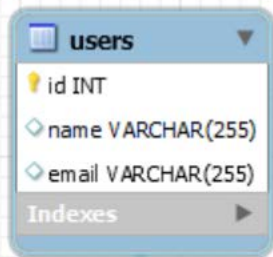 users
id INT
name VARCHAR(255)
email VARCHAR(255)
Indexes